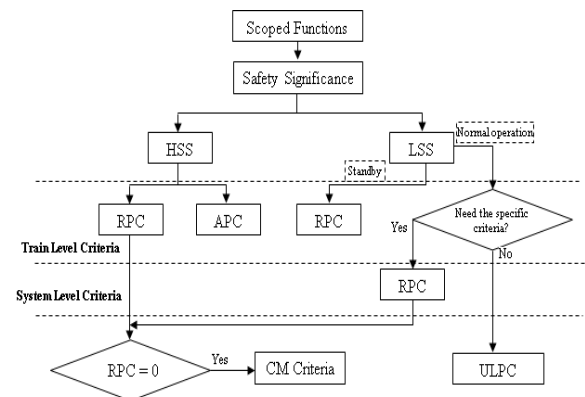 Scoped Functions
Safety Significance
Normal operation
HSS
LSS
Standby
RPC
APC
RPC
Need the specific
criteria?
Yes
Train Level Criteria
No
RPC
System Level Criteria
RPC = 0
Yes
CM Criteria
ULPC